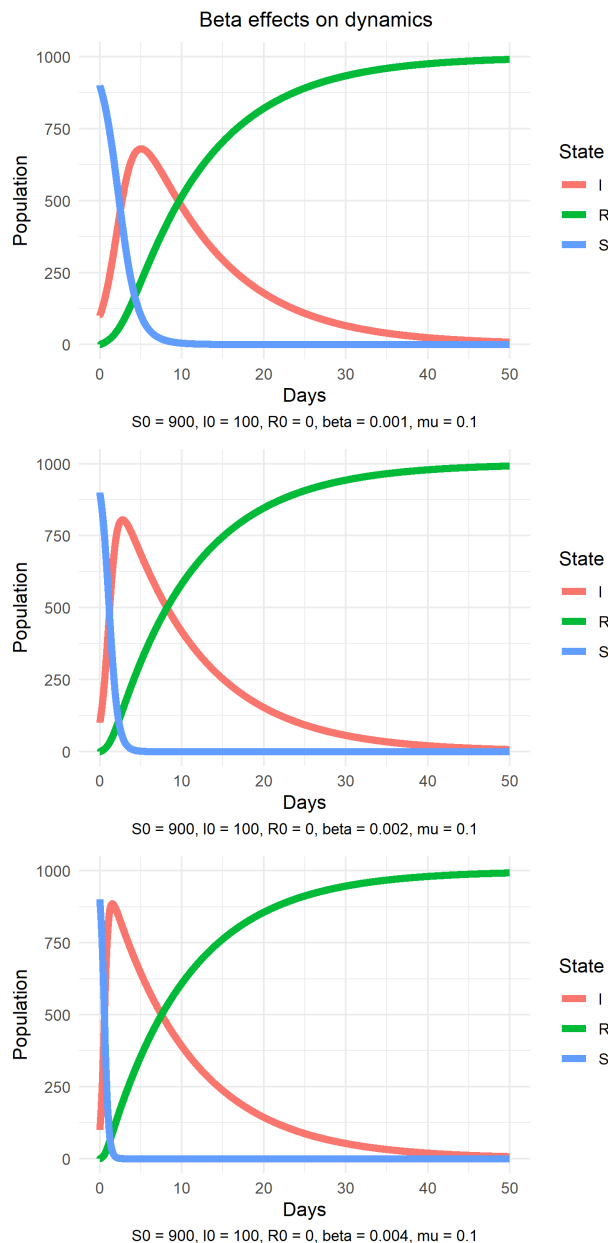 Beta effects on dynamics
1000
750
500
250
0
Population
0 10 20 30 40 50
Days
State
I
R
S
S0 = 900, I0 = 100, R0 = 0, beta = 0.001, mu = 0.1
1000
750
500
250
0
Population
0 10 20 30 40 50
Days
State
I
R
S
S0 = 900, I0 = 100, R0 = 0, beta = 0.002, mu = 0.1
1000
750
500
250
0
Population
0 10 20 30 40 50
Days
State
I
R
S
S0 = 900, I0 = 100, R0 = 0, beta = 0.004, mu = 0.1